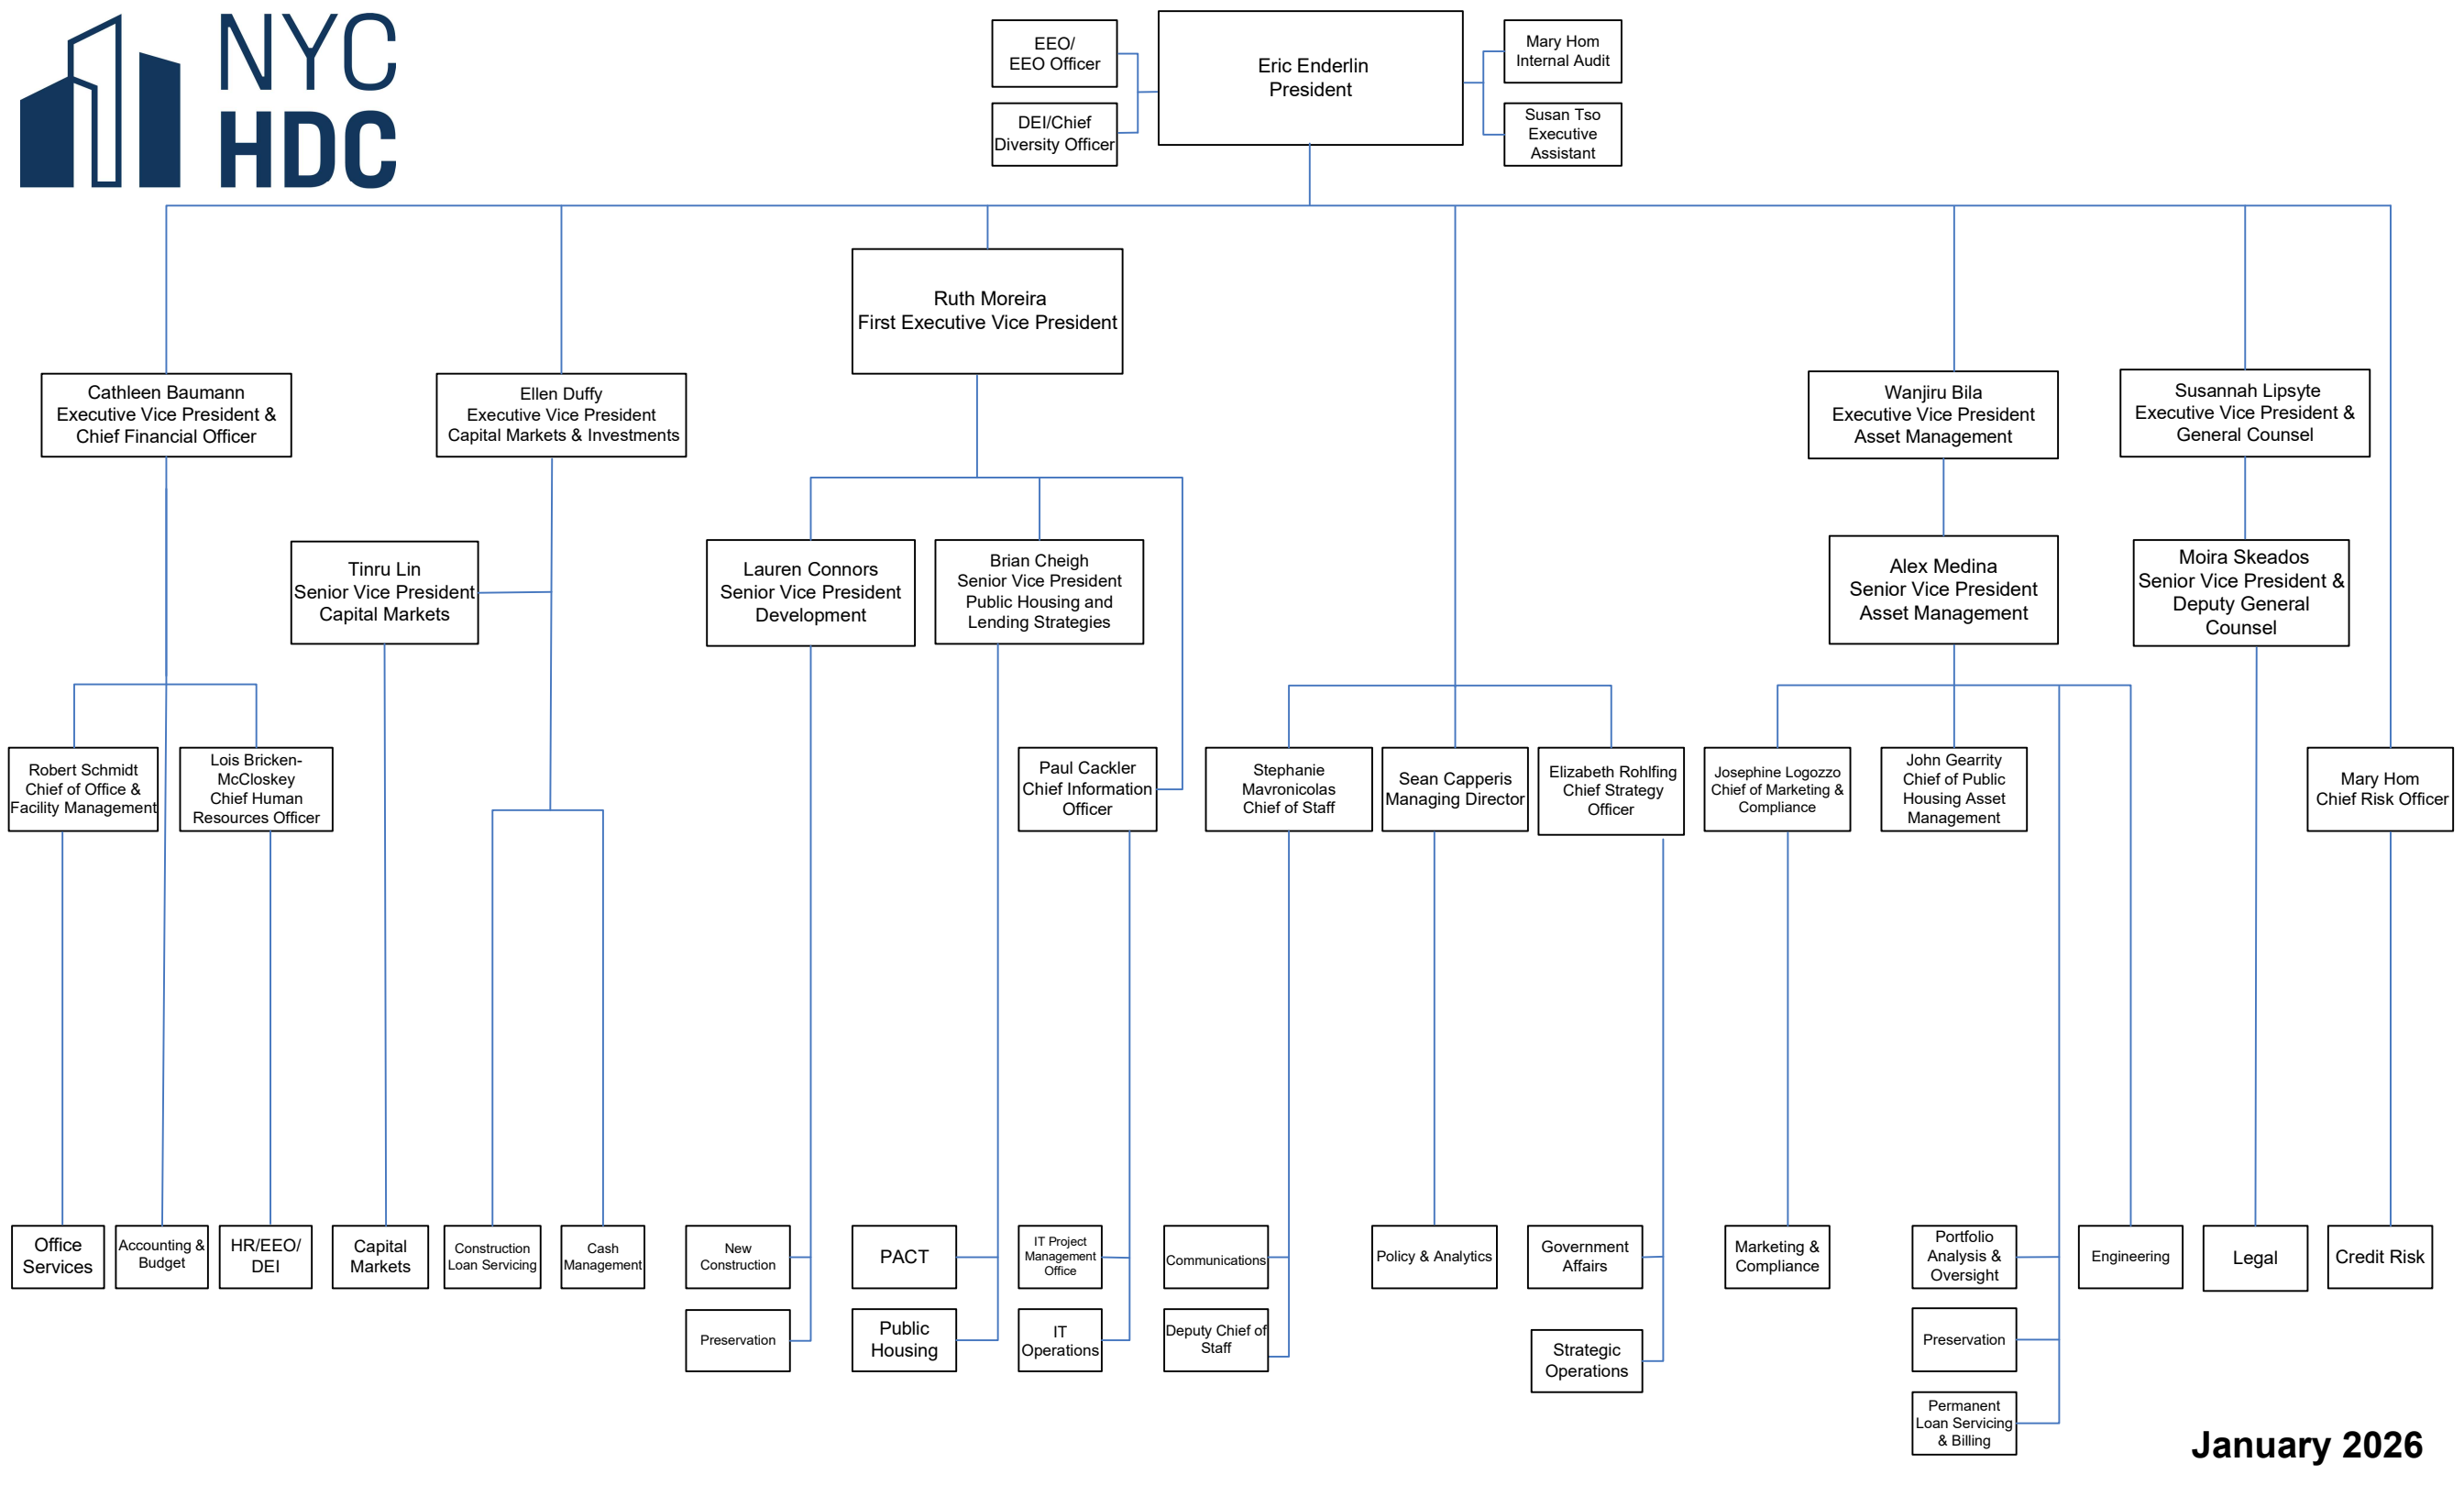 NYC
HDC
EEO/
EEO Officer
DEI/Chief
Diversity Officer
Eric Enderlin
President
Mary Hom
Internal Audit
Susan Tso
Executive
Assistant
Ruth Moreira
First Executive Vice President
Cathleen Baumann
Executive Vice President &
Chief Financial Officer
Ellen Duffy
Executive Vice President
Capital Markets & Investments
Wanjiru Bila
Executive Vice President
Asset Management
Susannah Lipsyte
Executive Vice President &
General Counsel
Tinru Lin
Senior Vice President
Capital Markets
Lauren Connors
Senior Vice President
Development
Brian Cheigh
Senior Vice President
Public Housing and
Lending Strategies
Alex Medina
Senior Vice President
Asset Management
Moira Skeados
Senior Vice President &
Deputy General
Counsel
Robert Schmidt
Chief of Office &
Facility Management
Lois Bricken-
McCloskey
Chief Human
Resources Officer
Paul Cackler
Chief Information
Officer
Stephanie
Mavronicolas
Chief of Staff
Sean Capperis
Managing Director
Elizabeth Rohlfing
Chief Strategy
Officer
Josephine Logozzo
Chief of Marketing &
Compliance
John Gearrity
Chief of Public
Housing Asset
Management
Mary Hom
Chief Risk Officer
Office
Services
Accounting &
Budget
HR/EEO/
DEI
Capital
Markets
Construction
Loan Servicing
Cash
Management
New
Construction
PACT
IT Project
Management
Office
Communications
Policy & Analytics
Government
Affairs
Marketing &
Compliance
Portfolio
Analysis &
Oversight
Engineering
Legal
Credit Risk
Preservation
Public
Housing
IT
Operations
Deputy Chief of
Staff
Strategic
Operations
Preservation
Permanent
Loan Servicing
& Billing
January 2026